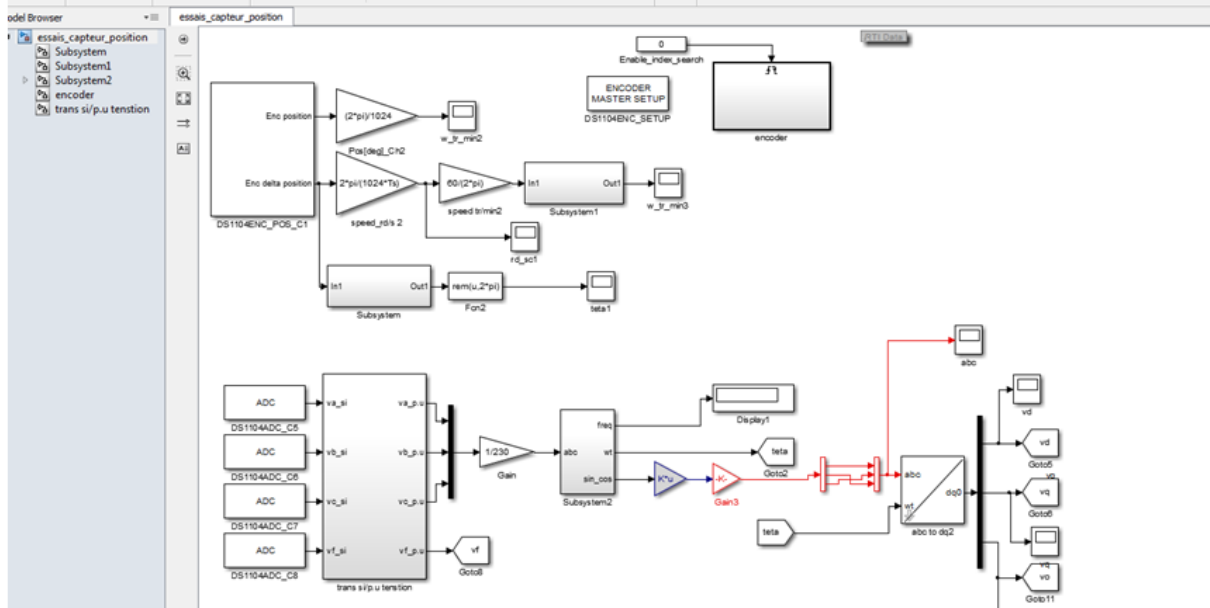 odel Browser
essais_capteur_position
essais_capteur_position
Subsystem
Subsystem1
Subsystem2
encoder
trans si/p.u tenstion
RTI Data
0
Enable_index_search
ENCODER
MASTER SETUP
DS1104ENC_SETUP
encoder
Enc position
Enc delta position
DS1104ENC_POS_C1
(2*pi)/1024
Pos[deg]_Ch2
w_tr_min2
2*pi/(1024*Ts)
speed_rd/s 2
60/(2*pi)
speed tr/min2
In1
Out1
Subsystem1
w_tr_min3
rd_sc1
In1
Out1
Subsystem
rem(u,2*pi)
Fcn2
teta1
ADC
DS1104ADC_C5
ADC
DS1104ADC_C6
ADC
DS1104ADC_C7
ADC
DS1104ADC_C8
va_si
vb_si
vc_si
vf_si
va_p.u
vb_p.u
vc_p.u
vf_p.u
trans si/p.u tenstion
vf
Goto8
1/230
Gain
abc
freq
wt
sin_cos
Subsystem2
Display1
teta
Goto2
K*u
-K-
Gain3
teta
abc
abc
wt
dq0
abc to dq2
vd
vd
Goto5
vq
Goto6
vq
vo
Goto11